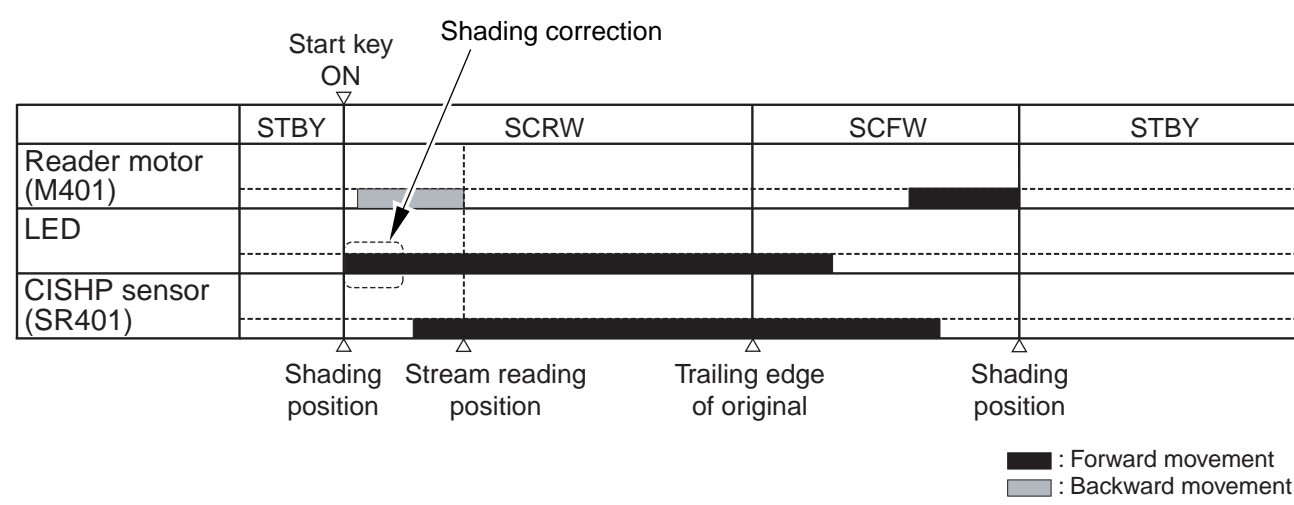 Shading correction
Start key
ON
STBY SCRW SCFW STBY
Reader motor
(M401)
LED
CISHP sensor
(SR401)
Shading
position
Stream reading
position
Trailing edge
of original
Shading
position
: Forward movement
: Backward movement